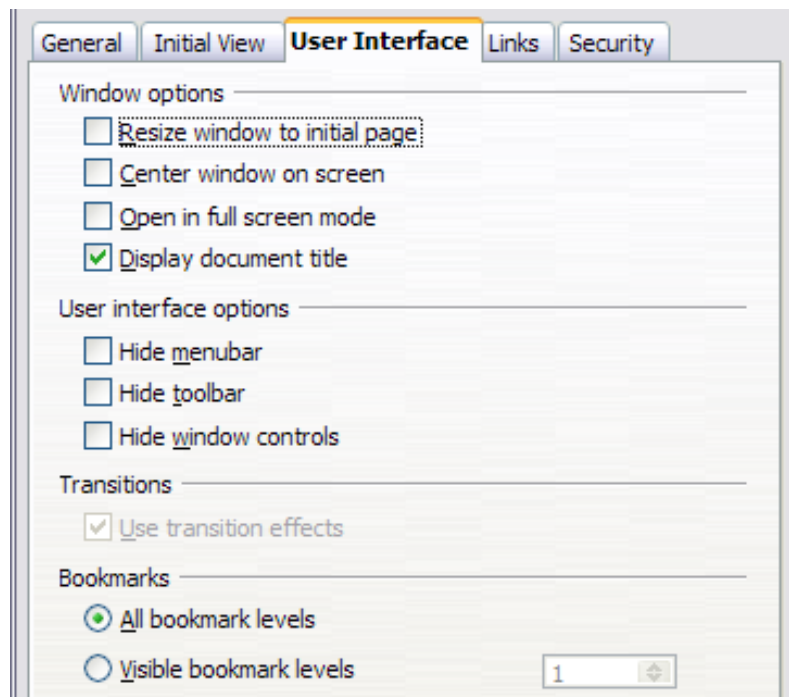 General Initial View User Interface Links Security
Window options
Resize window to initial page
Center window on screen
Open in full screen mode
Display document title
User interface options
Hide menubar
Hide toolbar
Hide window controls
Transitions
Use transition effects
Bookmarks
All bookmark levels
Visible bookmark levels 1